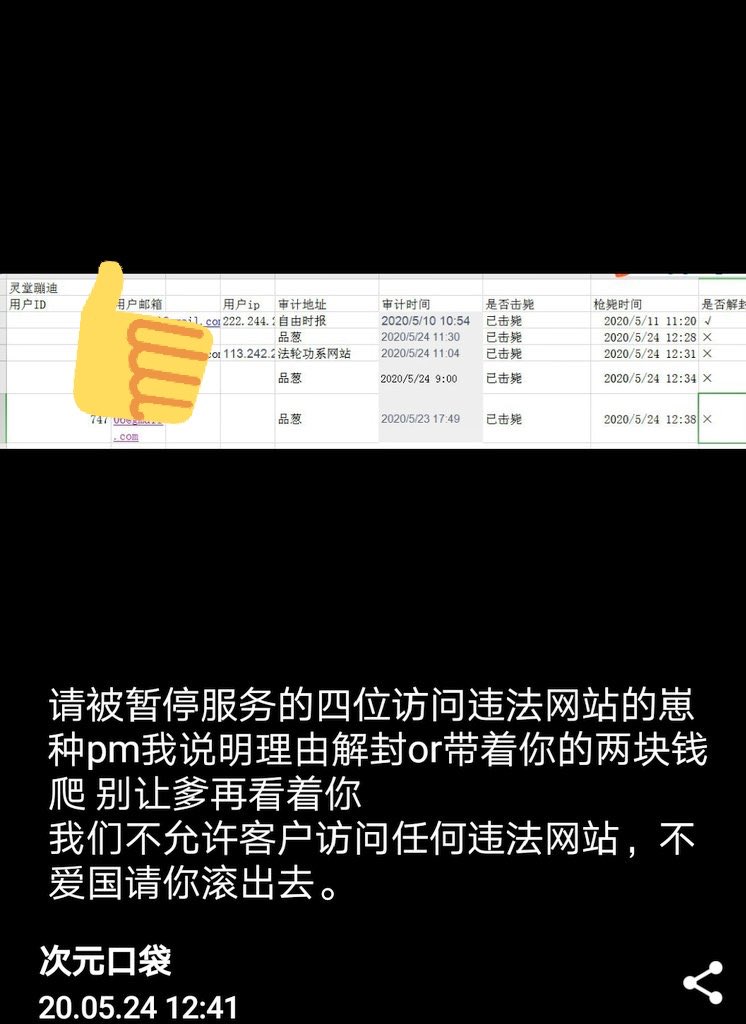 灵堂蹦迪
用户ID 用户邮箱 用户ip 审计地址 审计时间 是否击毙 枪毙时间 是否解封
ail.com 222.244. 自由时报 2020/5/10 10:54 已击毙 2020/5/11 11:20 √
品葱 2020/5/24 11:30 已击毙 2020/5/24 12:28 ×
om 113.242.2 法轮功系网站 2020/5/24 11:04 已击毙 2020/5/24 12:31 ×
品葱 2020/5/24 9:00 已击毙 2020/5/24 12:34 ×
747 品葱 2020/5/23 17:49 已击毙 2020/5/24 12:38 ×
.com
请被暂停服务的四位访问违法网站的崽
种pm我说明理由解封or带着你的两块钱
爬 别让爹再看着你
我们不允许客户访问任何违法网站，不
爱国请你滚出去。
次元口袋
20.05.24 12:41